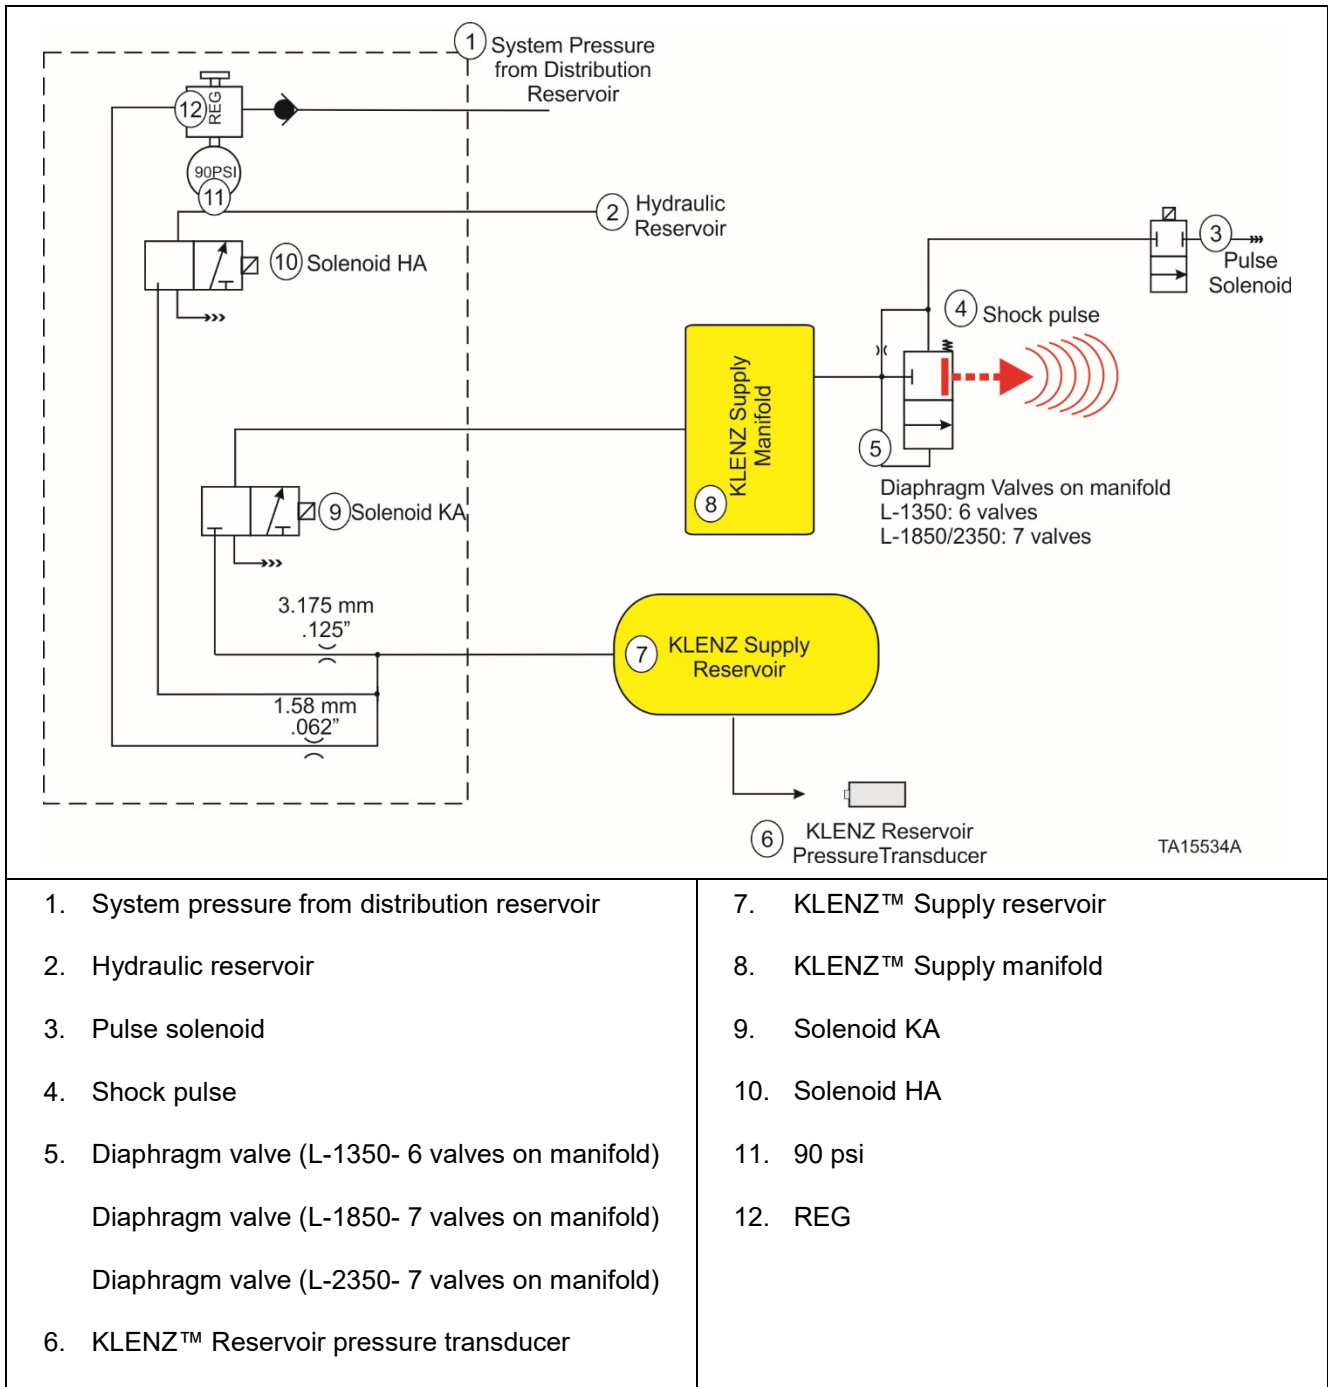 1 System Pressure
from Distribution
Reservoir
12 REG
90PSI
11
2 Hydraulic
Reservoir
10 Solenoid HA
3
Pulse
Solenoid
4 Shock pulse
KLENZ Supply
Manifold
8
5
Diaphragm Valves on manifold
L-1350: 6 valves
L-1850/2350: 7 valves
9 Solenoid KA
3.175 mm
.125”
7 KLENZ Supply
Reservoir
1.58 mm
.062”
6 KLENZ Reservoir
PressureTransducer
TA15534A
1. System pressure from distribution reservoir
2. Hydraulic reservoir
3. Pulse solenoid
4. Shock pulse
5. Diaphragm valve (L-1350- 6 valves on manifold)
Diaphragm valve (L-1850- 7 valves on manifold)
Diaphragm valve (L-2350- 7 valves on manifold)
6. KLENZ™ Reservoir pressure transducer
7. KLENZ™ Supply reservoir
8. KLENZ™ Supply manifold
9. Solenoid KA
10. Solenoid HA
11. 90 psi
12. REG